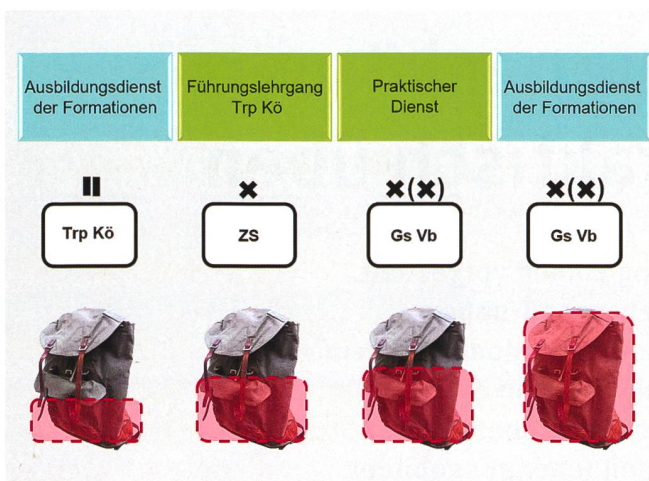 Ausbildungsdienst
der Formationen
Führungslehrgang
Trp Kö
Praktischer
Dienst
Ausbildungsdienst
der Formationen
Trp Kö
ZS
Gs Vb
Gs Vb